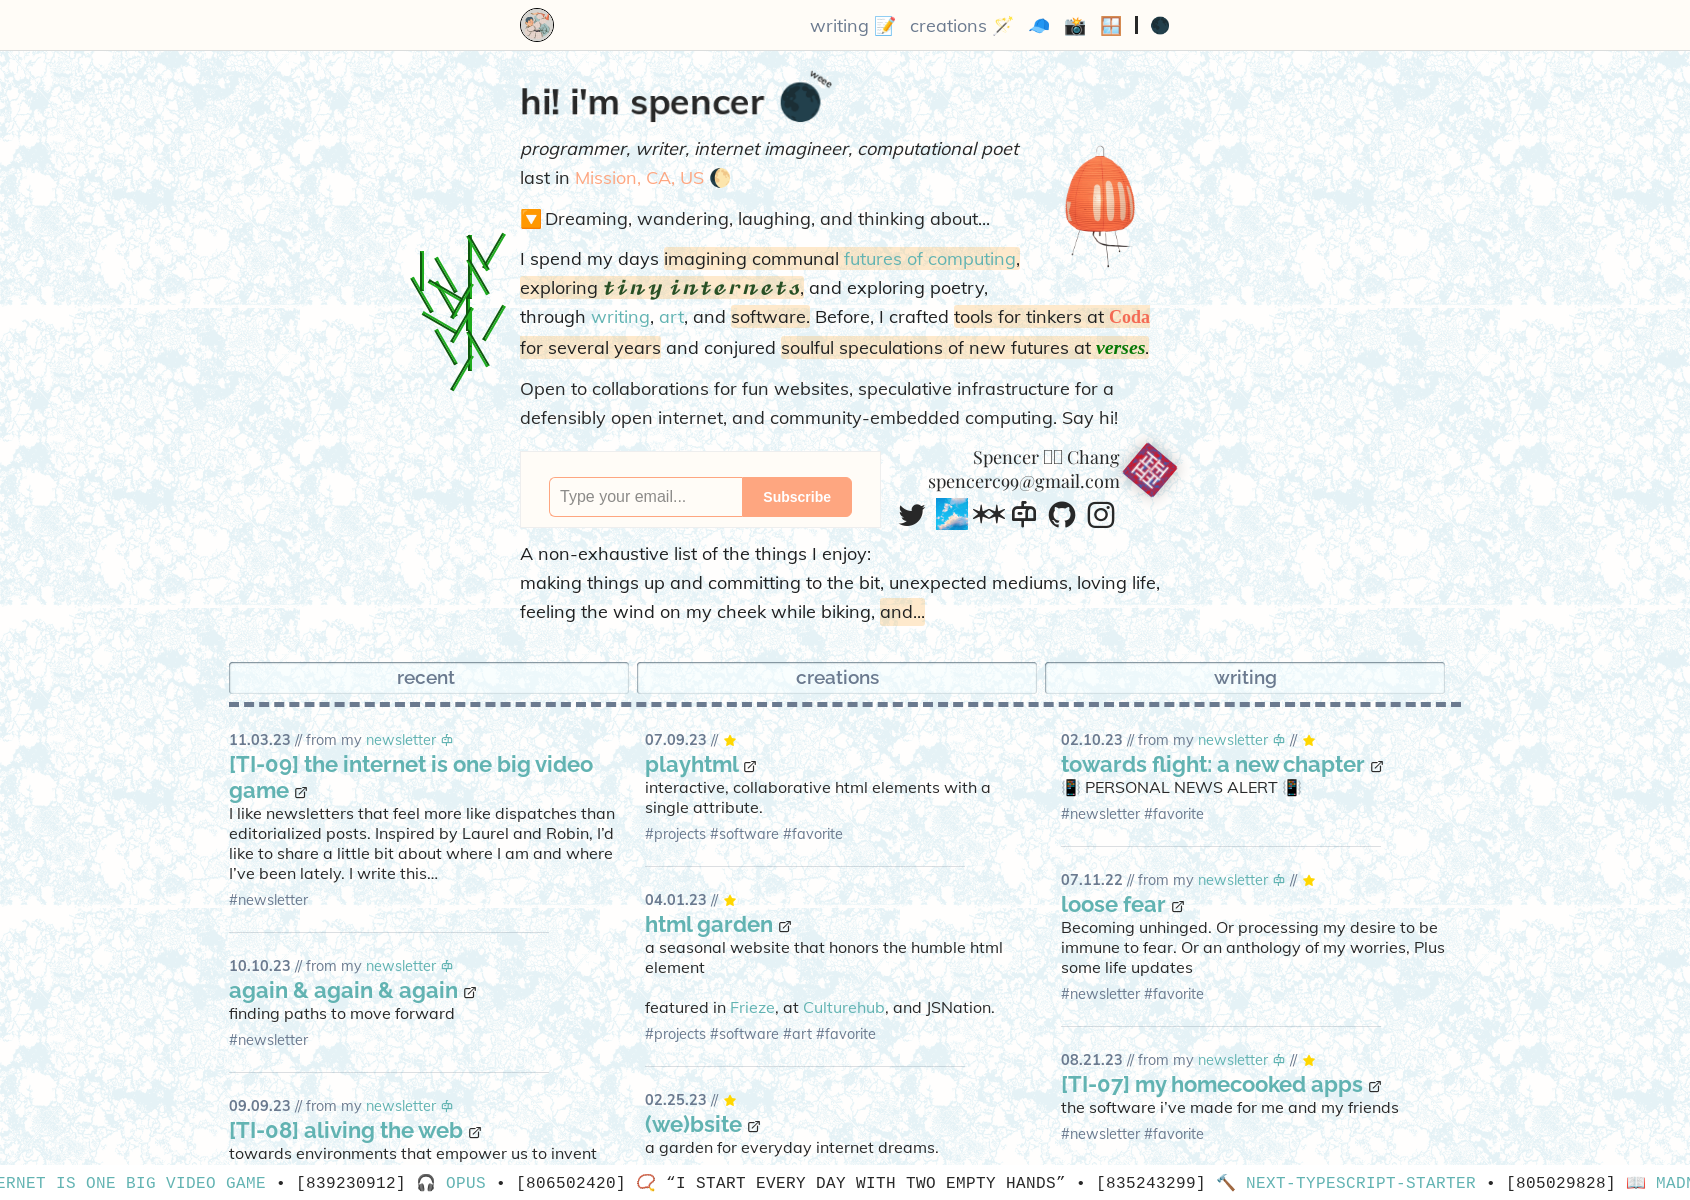 writing 📝 creations 🪄 🧢 📸 🪟 | 🌑
hi! i'm spencer 🌑 weee
programmer, writer, internet imagineer, computational poet
last in Mission, CA, US 🌔
🔽 Dreaming, wandering, laughing, and thinking about...
I spend my days imagining communal futures of computing,
exploring tiny internets, and exploring poetry,
through writing, art, and software. Before, I crafted tools for tinkers at Coda
for several years and conjured soulful speculations of new futures at verses.
Open to collaborations for fun websites, speculative infrastructure for a
defensibly open internet, and community-embedded computing. Say hi!
Spencer Chang
Type your email... Subscribe
spencerc99@gmail.com
A non-exhaustive list of the things I enjoy:
making things up and committing to the bit, unexpected mediums, loving life,
feeling the wind on my cheek while biking, and...
recent
creations
writing
11.03.23 // from my newsletter
[TI-09] the internet is one big video
game
I like newsletters that feel more like dispatches than
editorialized posts. Inspired by Laurel and Robin, I'd
like to share a little bit about where I am and where
I've been lately. I write this...
#newsletter
10.10.23 // from my newsletter
again & again & again
finding paths to move forward
#newsletter
09.09.23 // from my newsletter
[TI-08] aliving the web
towards environments that empower us to invent
07.09.23 // ⭐
playhtml
interactive, collaborative html elements with a
single attribute.
#projects #software #favorite
04.01.23 // ⭐
html garden
a seasonal website that honors the humble html
element
featured in Frieze, at Culturehub, and JSNation.
#projects #software #art #favorite
02.25.23 // ⭐
(we)bsite
a garden for everyday internet dreams.
02.10.23 // from my newsletter // ⭐
towards flight: a new chapter
📳 PERSONAL NEWS ALERT 📳
#newsletter #favorite
07.11.22 // from my newsletter // ⭐
loose fear
Becoming unhinged. Or processing my desire to be
immune to fear. Or an anthology of my worries, Plus
some life updates
#newsletter #favorite
08.21.23 // from my newsletter // ⭐
[TI-07] my homecooked apps
the software i've made for me and my friends
#newsletter #favorite
ERNET IS ONE BIG VIDEO GAME • [839230912] 🎧 OPUS • [806502420] 📿 “I START EVERY DAY WITH TWO EMPTY HANDS” • [835243299] 🔨 NEXT-TYPESCRIPT-STARTER • [805029828] 📖 MADN